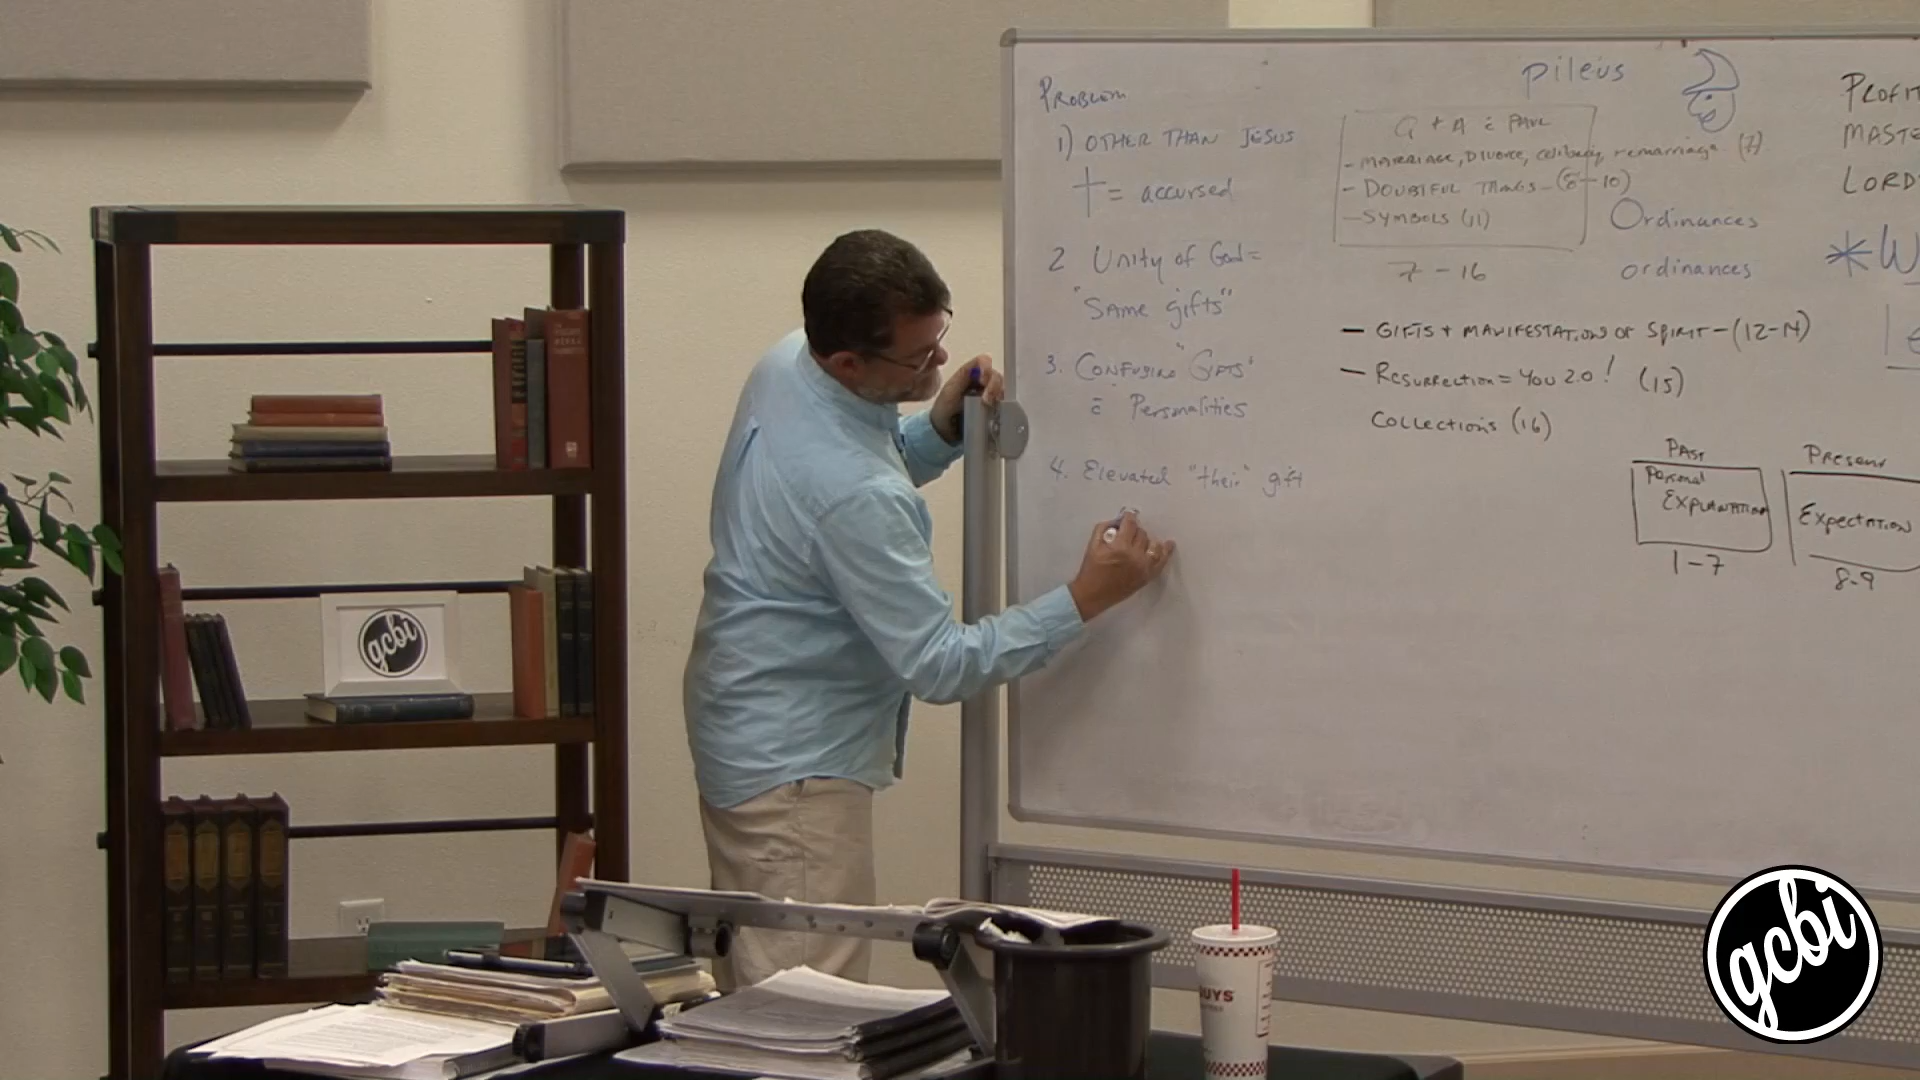 Problem
1) OTHER THAN JESUS
† = accursed
2 Unity of God =
"Same gifts"
3. Confusing "Gifts"
c̄ Personalities
4. Elevated "their" gift
pileus
Q + A c̄ PAUL
- MARRIAGE, DIVORCE, celibacy, remarriage (7)
- DOUBTFUL THINGS - (8-10)
- SYMBOLS (11)
7 - 16
Ordinances
ordinances
- GIFTS + MANIFESTATION OF SPIRIT - (12-14)
- Resurrection = YOU 2.0! (15)
Collections (16)
PAST
Personal
EXPLANATION
1-7
Present
Expectation
8-9
PROFIT
MASTE
LORD
*W
le
gcbi
UYS
gcbi